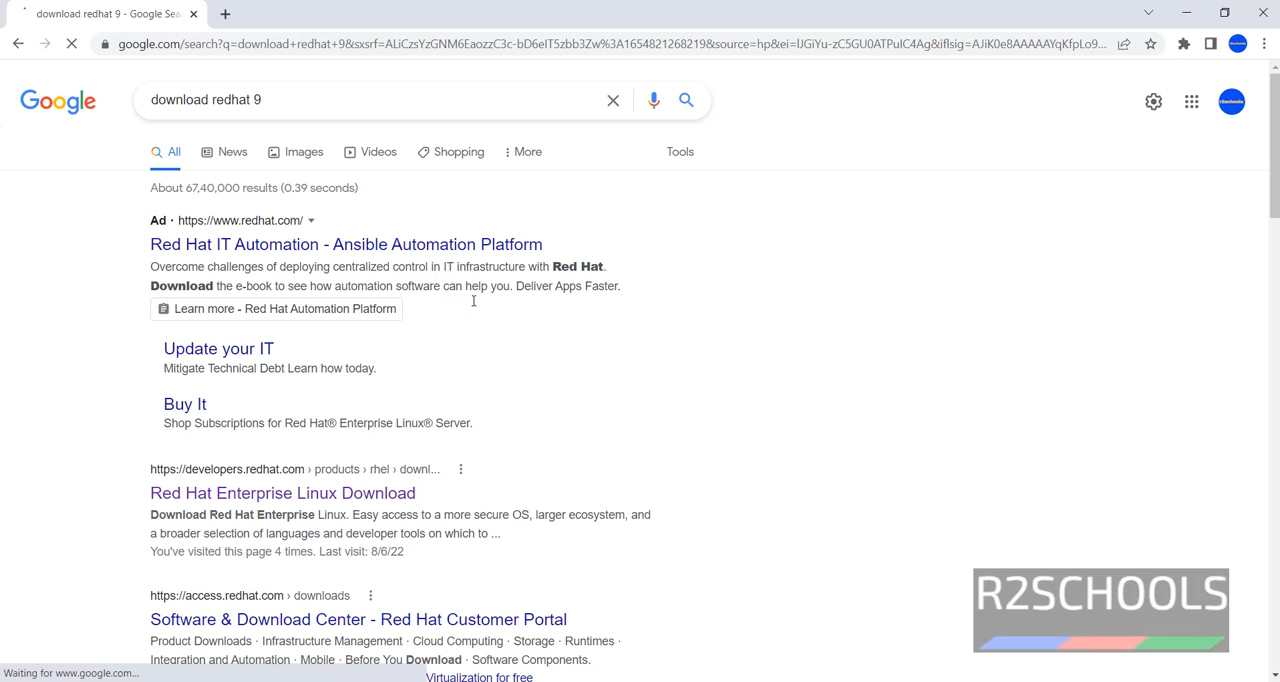 download redhat 9 - Google Sea
google.com/search?q=download+redhat+9&sxsrf=ALiCzsYzGNM6EaozzC3c-bD6eIT5zbb3Zw%3A1654821268219&source=hp&ei=lJGiYu-zC5GU0ATPulC4Ag&iflsig=AJiK0e8AAAAAYqKfpLo9...
Google
download redhat 9
r2schools
All
News
Images
Videos
Shopping
More
Tools
About 67,40,000 results (0.39 seconds)
Ad · https://www.redhat.com/
Red Hat IT Automation - Ansible Automation Platform
Overcome challenges of deploying centralized control in IT infrastructure with Red Hat.
Download the e-book to see how automation software can help you. Deliver Apps Faster.
Learn more - Red Hat Automation Platform
Update your IT
Mitigate Technical Debt Learn how today.
Buy It
Shop Subscriptions for Red Hat® Enterprise Linux® Server.
https://developers.redhat.com › products › rhel › downl...
Red Hat Enterprise Linux Download
Download Red Hat Enterprise Linux. Easy access to a more secure OS, larger ecosystem, and
a broader selection of languages and developer tools on which to ...
You've visited this page 4 times. Last visit: 8/6/22
https://access.redhat.com › downloads
Software & Download Center - Red Hat Customer Portal
Product Downloads · Infrastructure Management · Cloud Computing · Storage · Runtimes ·
Integration and Automation · Mobile · Before You Download · Software Components.
Virtualization for free
Waiting for www.google.com...
R2SCHOOLS